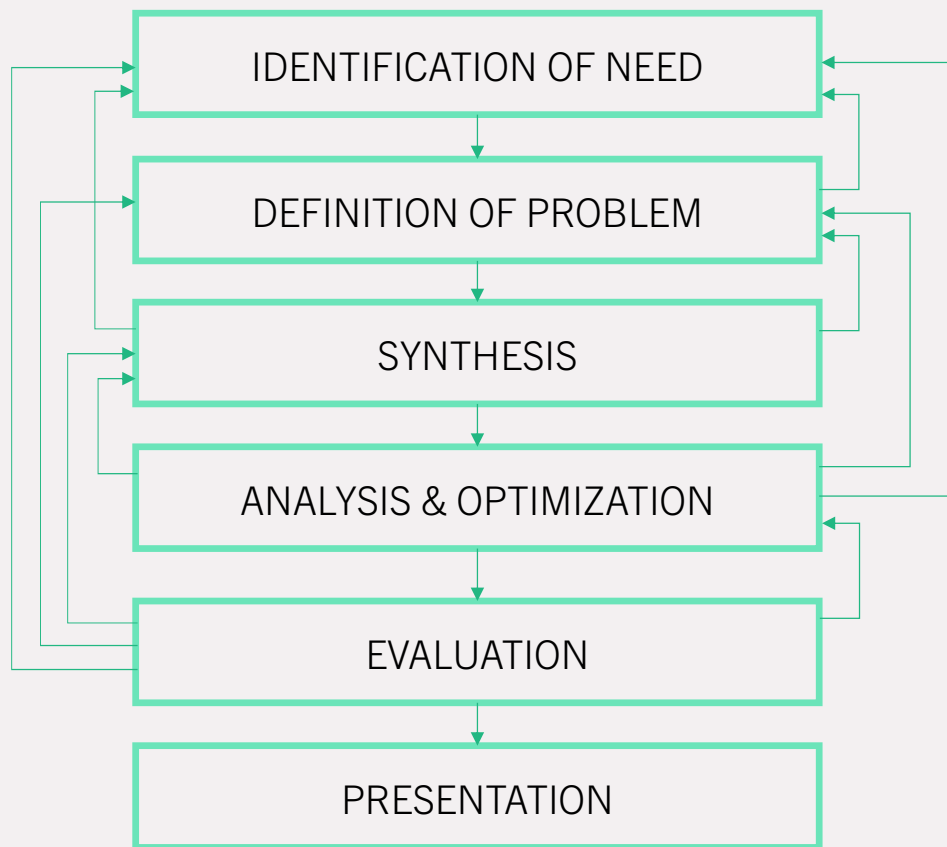 IDENTIFICATION OF NEED
DEFINITION OF PROBLEM
SYNTHESIS
ANALYSIS & OPTIMIZATION
EVALUATION
PRESENTATION